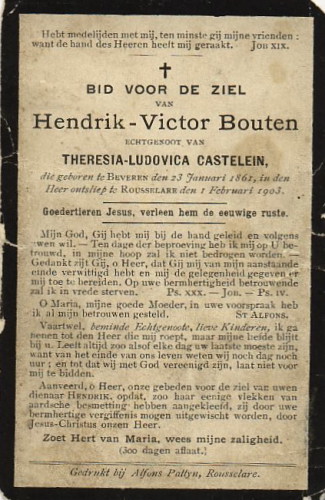 Hebt medelijden met mij, ten minste gij mijne vrienden :
want de hand des Heeren heeft mij geraakt. JOB XIX.
BID VOOR DE ZIEL
VAN
Hendrik-Victor Bouten
ECHTGENOOT VAN
THERESIA-LUDOVICA CASTELEIN,
die geboren te BEVEREN den 23 Januari 1861, in den
Heer ontsliep te ROUSSELARE den 1 Februari 1903.
Goedertieren Jesus, verleen hem de eeuwige ruste.
Mijn God, Gij hebt mij bij de hand geleid en volgens
uwen wil. — Ten dage der beproeving heb ik mij op U be-
trouwd, in mijne hoop zal ik niet bedrogen worden.
Gedankt zijt Gij, o Heer, dat Gij mij van mijne aanstaande
einde verwittigd hebt en mij de gelegenheid gegeven er
mij toe te bereiden, Op uwe bermhertigheid betrouwende
zal ik in vrede sterven. Ps. XXX. — JOB. — Ps. IV.
O Maria, mijne goede Moeder, in uwe voorspraak heb
ik al mijn betrouwen gesteld. ST ALFONS.
Vaartwel, beminde Echtgenoote, lieve Kinderen, ik ga
tot den Heer die mij roept, maar mijne beide blijft
bij u. Leeft altijd zoo alsof elke dag uw laatste moest zijn,
want van het einde van ons leven weten wij noch dag noch
uur ; en dat wij met God vereenigd zijn, laat niet voor
mij te bidden.
Aanveerd, ô Heer, onze gebeden voor de ziel van uwen
dienaar HENDRIK, opdat, zoo haar eenige vlekken van
aardsche besmetting hebben aangekleefd, zij door uwe
bermhertige vergiffenis mogen uitgewischt worden, door
Jesus-Christus onzen Heer.
Zoet Hert van Maria, wees mijne zaligheid.
(300 dagen aflaat.)
Gedrukt bij Alfons Pattyn, Rousselare.